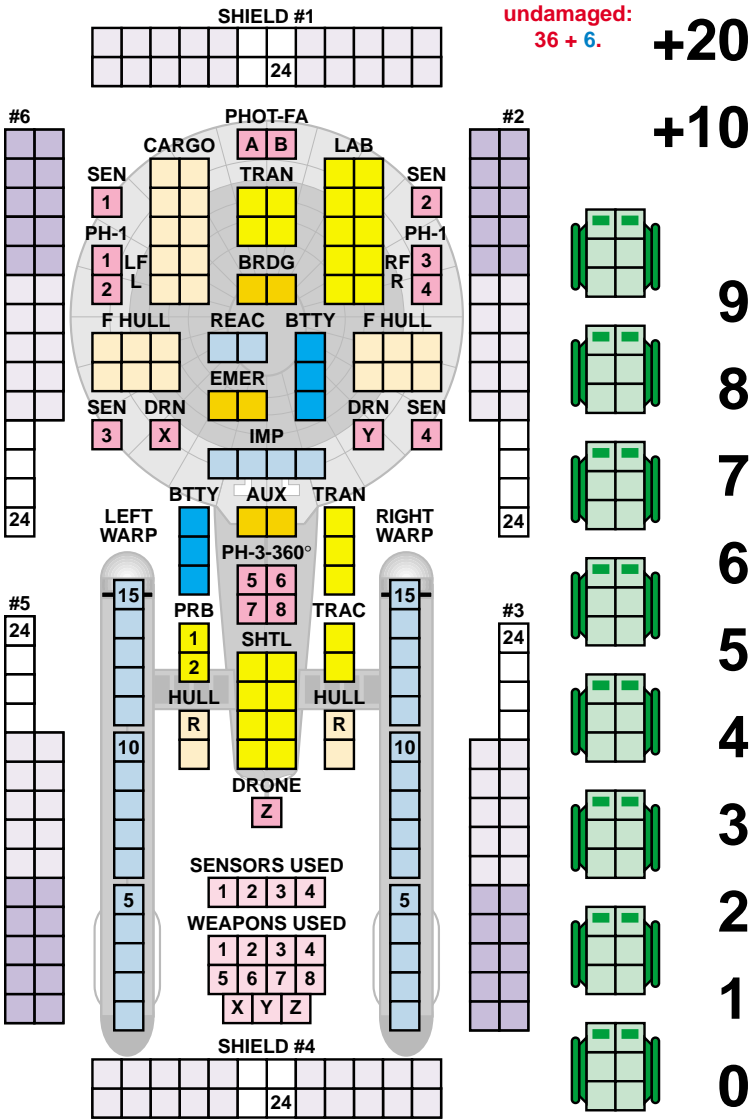 SHIELD #1
undamaged:
36 + 6.
+20
24
#6
PHOT-FA
#2
+10
CARGO
A B
LAB
SEN
TRAN
SEN
1
2
PH-1
PH-1
1
LF
BRDG
RF
3
2
L
R
4
9
F HULL
REAC
BTTY
F HULL
EMER
8
SEN
DRN
DRN
SEN
3
X
IMP
Y
4
7
BTTY
AUX
TRAN
24
LEFT
WARP
RIGHT
WARP
24
PH-3-360°
6
15
5 6
15
#5
PRB
7 8
TRAC
#3
24
1
SHTL
24
5
2
HULL
HULL
R
R
10
10
4
DRONE
Z
3
SENSORS USED
1 2 3 4
5
5
2
WEAPONS USED
1 2 3 4
5 6 7 8
X Y Z
1
SHIELD #4
24
0